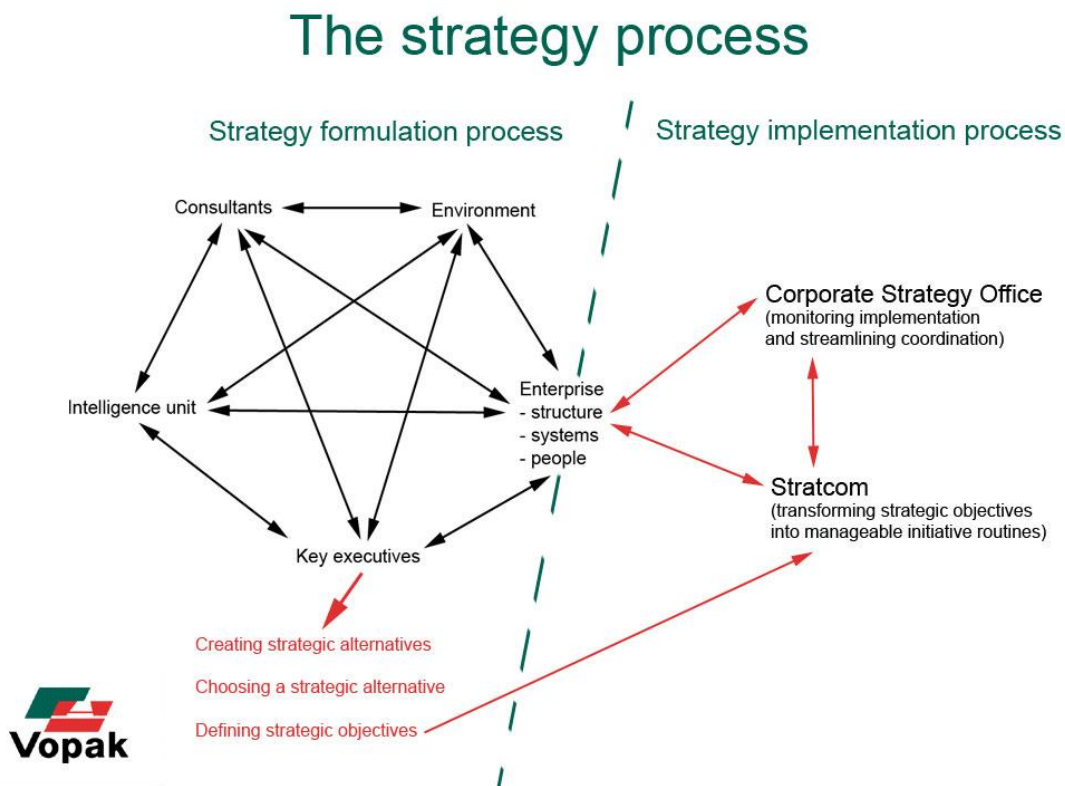 The strategy process
Strategy formulation process
Strategy implementation process
Consultants
Environment
Corporate Strategy Office
(monitoring implementation
and streamlining coordination)
Intelligence unit
Enterprise
- structure
- systems
- people
Stratcom
(transforming strategic objectives
into manageable initiative routines)
Key executives
Creating strategic alternatives
Choosing a strategic alternative
Defining strategic objectives
Vopak